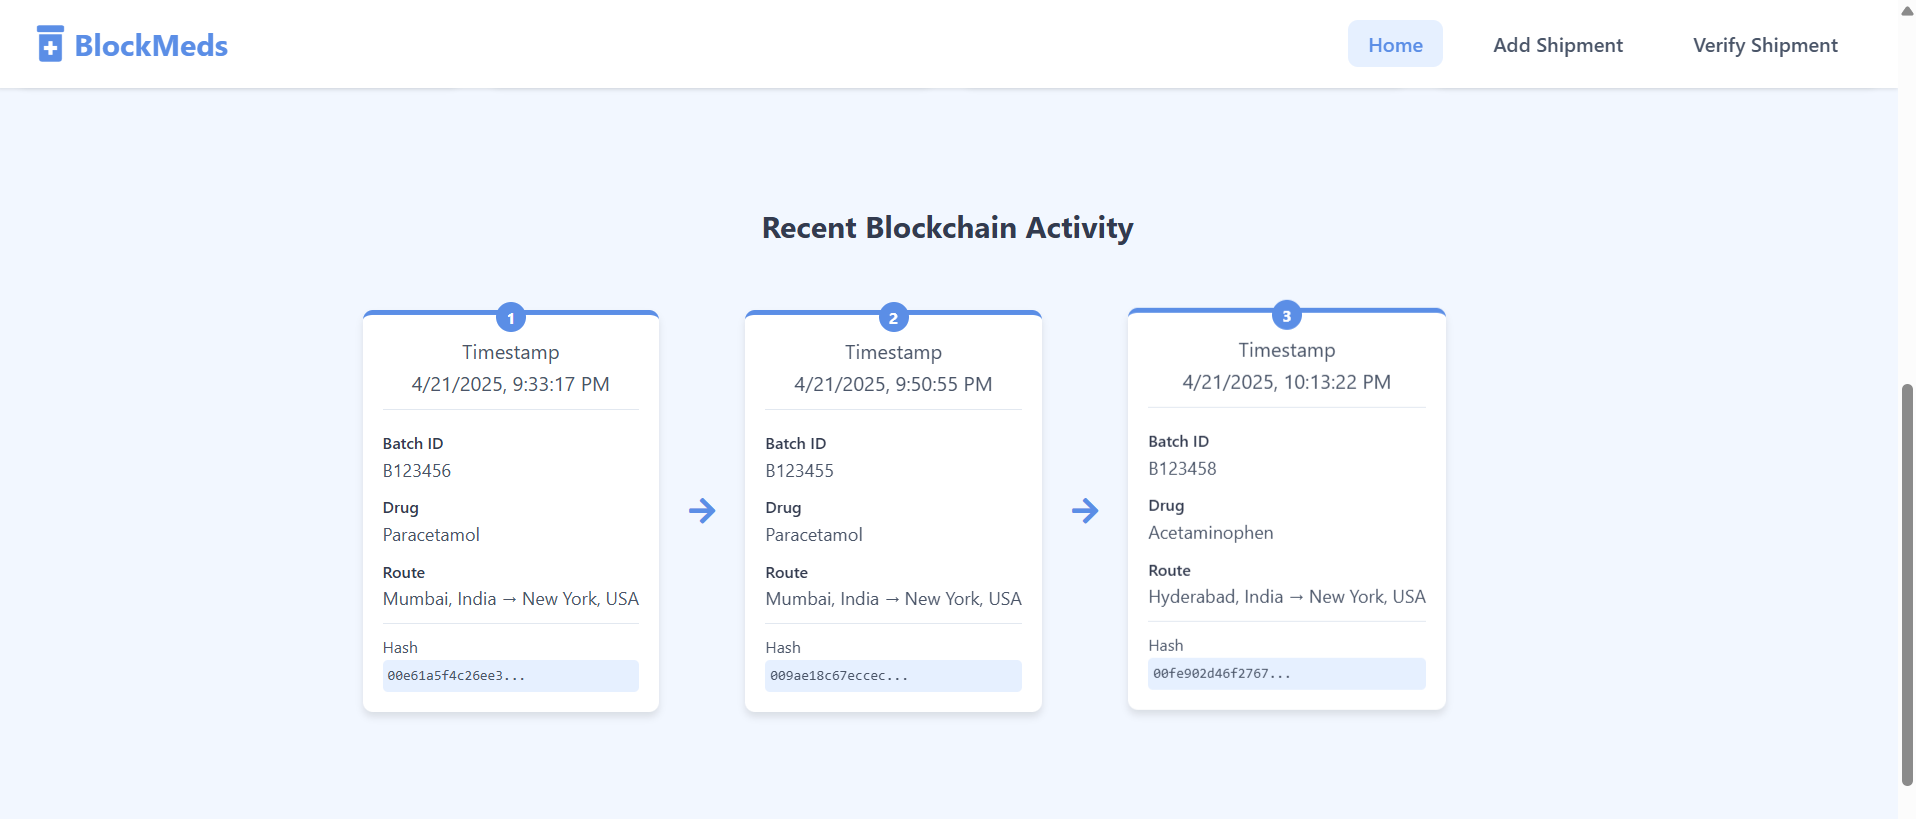 BlockMeds
Home
Add Shipment
Verify Shipment
Recent Blockchain Activity
1
Timestamp
4/21/2025, 9:33:17 PM
Batch ID
B123456
Drug
Paracetamol
Route
Mumbai, India → New York, USA
Hash
00e61a5f4c26ee3...
2
Timestamp
4/21/2025, 9:50:55 PM
Batch ID
B123455
Drug
Paracetamol
Route
Mumbai, India → New York, USA
Hash
009ae18c67eccec...
3
Timestamp
4/21/2025, 10:13:22 PM
Batch ID
B123458
Drug
Acetaminophen
Route
Hyderabad, India → New York, USA
Hash
00fe902d46f2767...